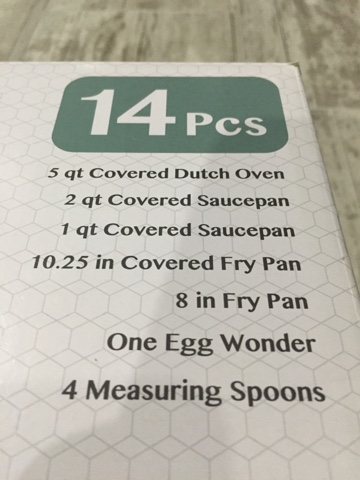 14 Pcs
5 qt Covered Dutch Oven
2 qt Covered Saucepan
1 qt Covered Saucepan
10.25 in Covered Fry Pan
8 in Fry Pan
One Egg Wonder
4 Measuring Spoons